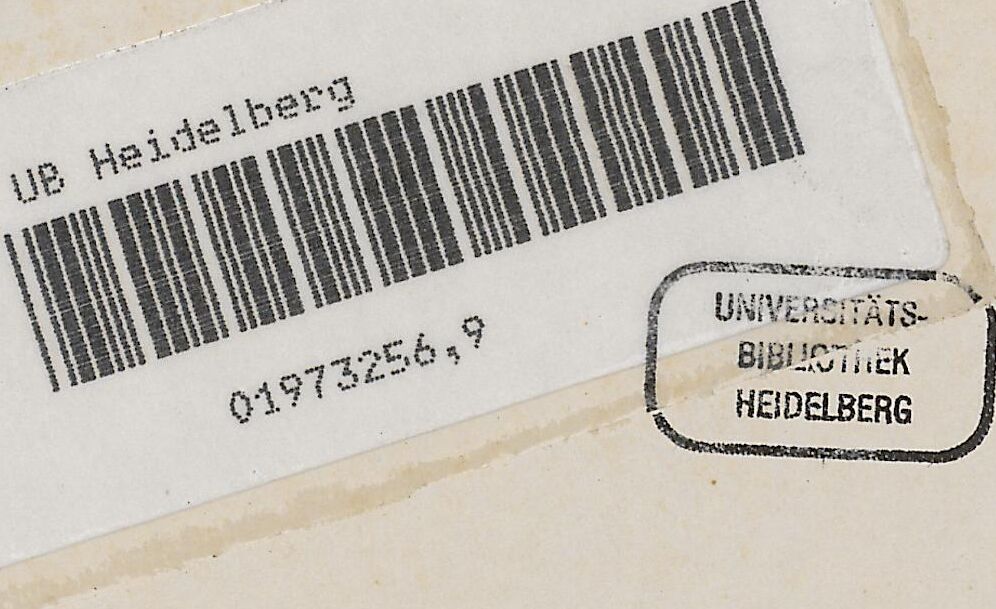 UB Heidelberg
01973256,9
UNIVERSITÄTS-
BIBLIOTHEK
HEIDELBERG